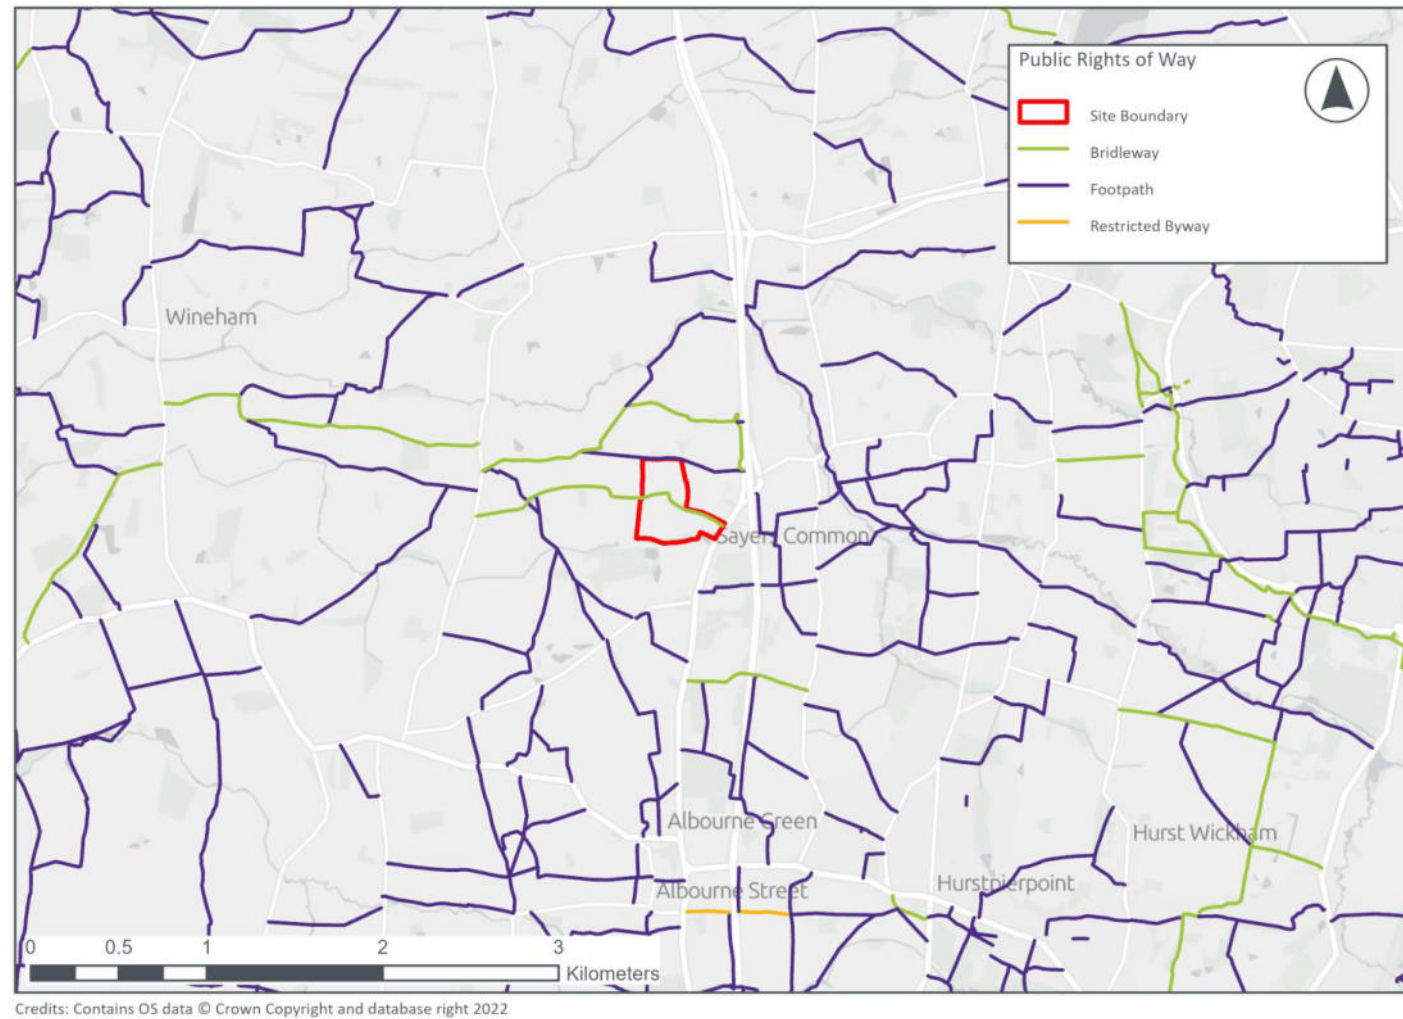 Public Rights of Way
Site Boundary
Bridleway
Footpath
Restricted Byway
Wineham
Sayers Common
Albourne Green
Hurst Wickham
Albourne Street
Hurstpierpoint
0 0.5 1 2 3
Kilometers
Credits: Contains OS data © Crown Copyright and database right 2022